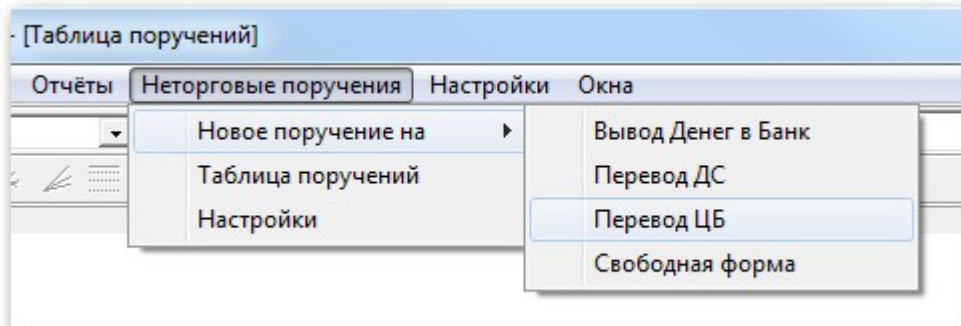 - [Таблица поручений]
Отчёты Неторговые поручения Настройки Окна
Новое поручение на
Таблица поручений
Настройки
Вывод Денег в Банк
Перевод ДС
Перевод ЦБ
Свободная форма